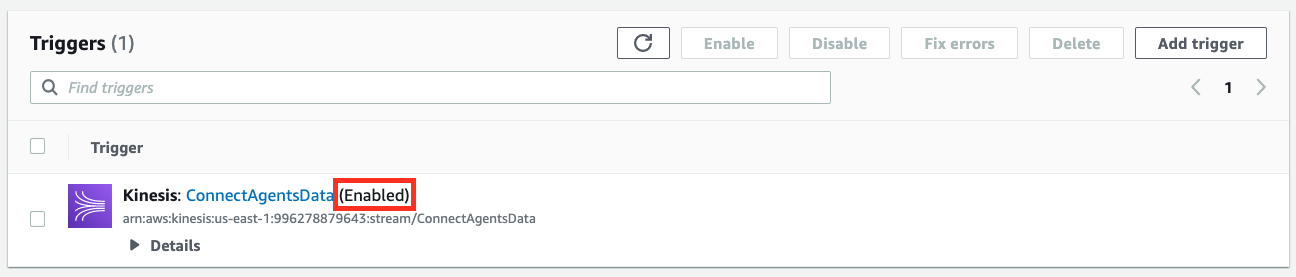 Triggers (1)
Enable
Disable
Fix errors
Delete
Add trigger
Find triggers
1
Trigger
Kinesis: ConnectAgentsData (Enabled)
arn:aws:kinesis:us-east-1:996278879643:stream/ConnectAgentsData
Details